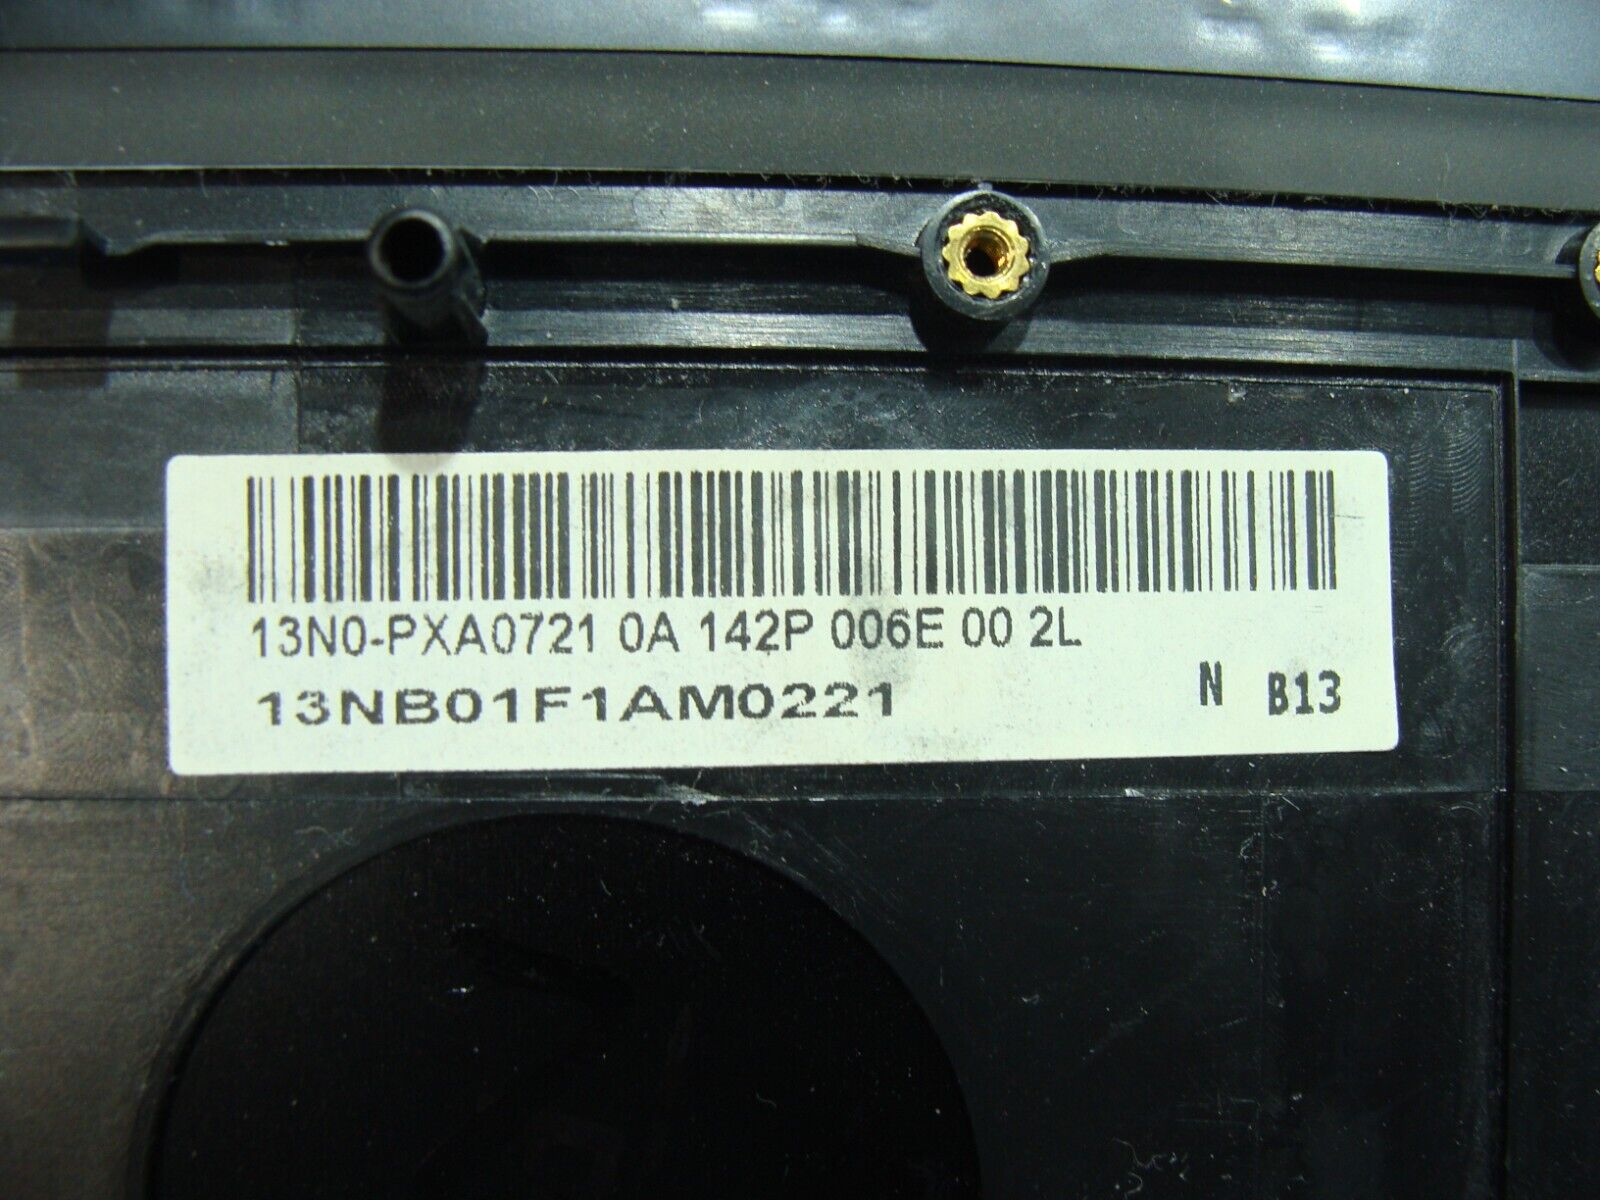 13N0-PXA0721 0A 142P 006E 00 2L
13NB01F1AM0221 N B13